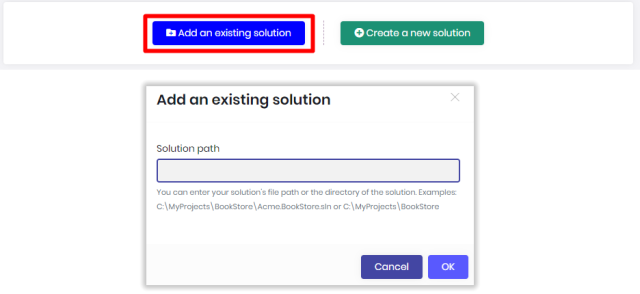 Add an existing solution
Create a new solution
Add an existing solution
Solution path
You can enter your solution's file path or the directory of the solution. Examples:
C:\MyProjects\BookStore\Acme.BookStore.sln or C:\MyProjects\BookStore
Cancel
OK